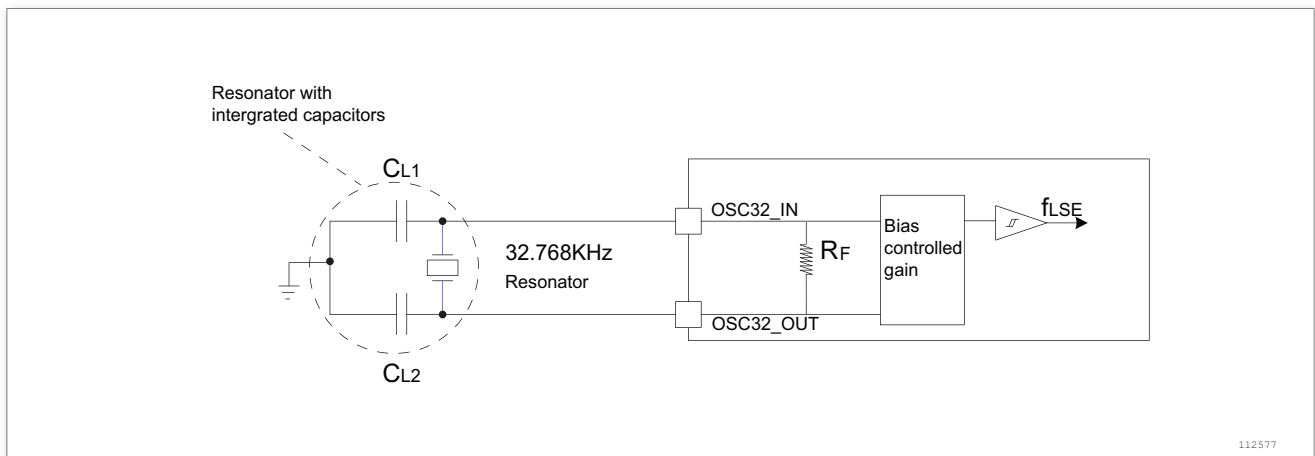 Resonator with
intergrated capacitors
CL1
OSC32_IN
fLSE
Bias
controlled
gain
RF
32.768KHz
Resonator
OSC32_OUT
CL2
112577